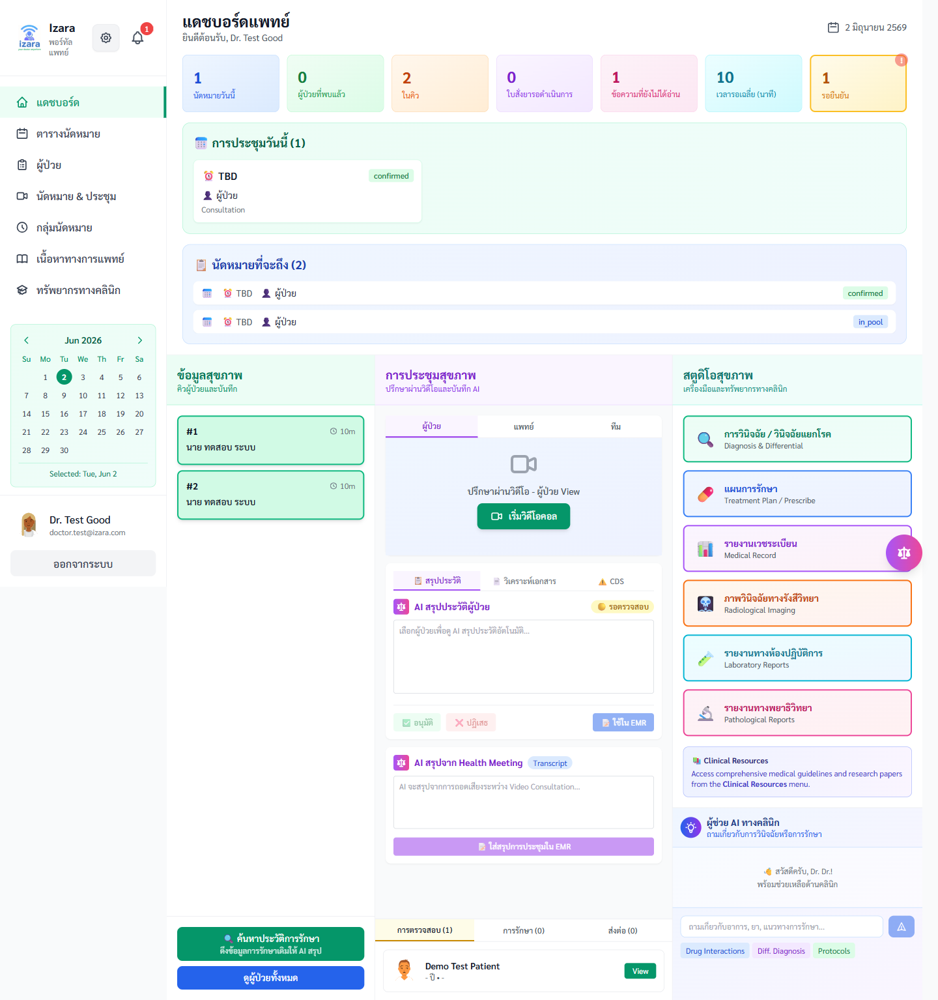 Izara
พอร์ทัล
แพทย์
1
izara
แดชบอร์ด
ตารางนัดหมาย
ผู้ป่วย
นัดหมาย & ประชุม
กลุ่มนัดหมาย
เนื้อหาทางการแพทย์
ทรัพยากรทางคลินิก
Jun 2026
Su Mo Tu We Th Fr Sa
1 2 3 4 5 6
7 8 9 10 11 12 13
14 15 16 17 18 19 20
21 22 23 24 25 26 27
28 29 30
Selected: Tue, Jun 2
Dr. Test Good
doctor.test@izara.com
ออกจากระบบ
แดชบอร์ดแพทย์
ยินดีต้อนรับ, Dr. Test Good
2 มิถุนายน 2569
1
นัดหมายวันนี้
0
ผู้ป่วยที่พบแล้ว
2
ในคิว
0
ใบสั่งยารอดำเนินการ
1
ข้อความที่ยังไม่ได้อ่าน
10
เวลารอเฉลี่ย (นาที)
!
1
รอยืนยัน
การประชุมวันนี้ (1)
TBD
confirmed
ผู้ป่วย
Consultation
นัดหมายที่จะถึง (2)
TBD ผู้ป่วย confirmed
TBD ผู้ป่วย in_pool
ข้อมูลสุขภาพ
คิวผู้ป่วยและบันทึก
#1 10m
นาย ทดสอบ ระบบ
#2 10m
นาย ทดสอบ ระบบ
ค้นหาประวัติการรักษา
ดึงข้อมูลการรักษาเดิมให้ AI สรุป
ดูผู้ป่วยทั้งหมด
การประชุมสุขภาพ
ปรึกษาผ่านวิดีโอและบันทึก AI
ผู้ป่วย แพทย์ ทีม
ปรึกษาผ่านวิดีโอ - ผู้ป่วย View
เริ่มวิดีโอคอล
สรุปประวัติ วิเคราะห์เอกสาร CDS
AI สรุปประวัติผู้ป่วย รอตรวจสอบ
เลือกผู้ป่วยเพื่อดู AI สรุปประวัติอัตโนมัติ...
อนุมัติ ปฏิเสธ ใช้ใน EMR
AI สรุปจาก Health Meeting Transcript
AI จะสรุปจากการถอดเสียงระหว่าง Video Consultation...
ใส่สรุปการประชุมใน EMR
การตรวจสอบ (1) การรักษา (0) ส่งต่อ (0)
Demo Test Patient
- ปี • -
View
สตูดิโอสุขภาพ
เครื่องมือและทรัพยากรทางคลินิก
การวินิจฉัย / วินิจฉัยแยกโรค
Diagnosis & Differential
แผนการรักษา
Treatment Plan / Prescribe
รายงานเวชระเบียน
Medical Record
ภาพวินิจฉัยทางรังสีวิทยา
Radiological Imaging
รายงานทางห้องปฏิบัติการ
Laboratory Reports
รายงานทางพยาธิวิทยา
Pathological Reports
Clinical Resources
Access comprehensive medical guidelines and research papers
from the Clinical Resources menu.
ผู้ช่วย AI ทางคลินิก
ถามเกี่ยวกับการวินิจฉัยหรือการรักษา
สวัสดีครับ, Dr. Dr.!
พร้อมช่วยเหลือด้านคลินิก
ถามเกี่ยวกับอาการ, ยา, แนวทางการรักษา...
Drug Interactions Diff. Diagnosis Protocols